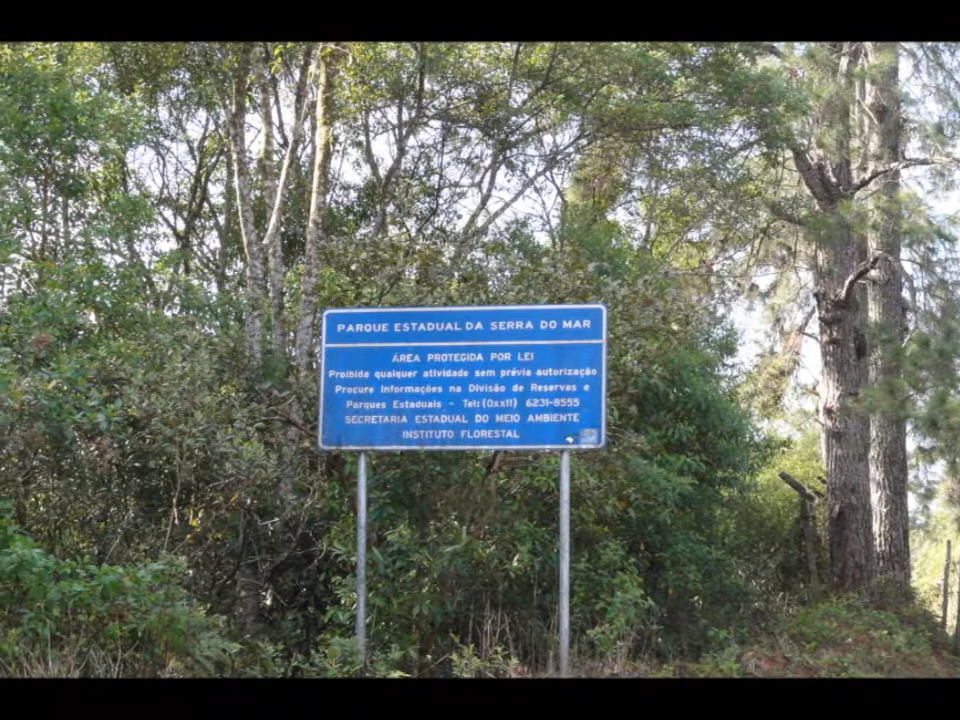 PARQUE ESTADUAL DA SERRA DO MAR
ÁREA PROTEGIDA POR LEI
Proibida qualquer atividade sem prévia autorização
Procure Informações na Divisão de Reservas e
Parques Estaduais - Tel: (0xx11) 6231-8555
SECRETARIA ESTADUAL DO MEIO AMBIENTE
INSTITUTO FLORESTAL